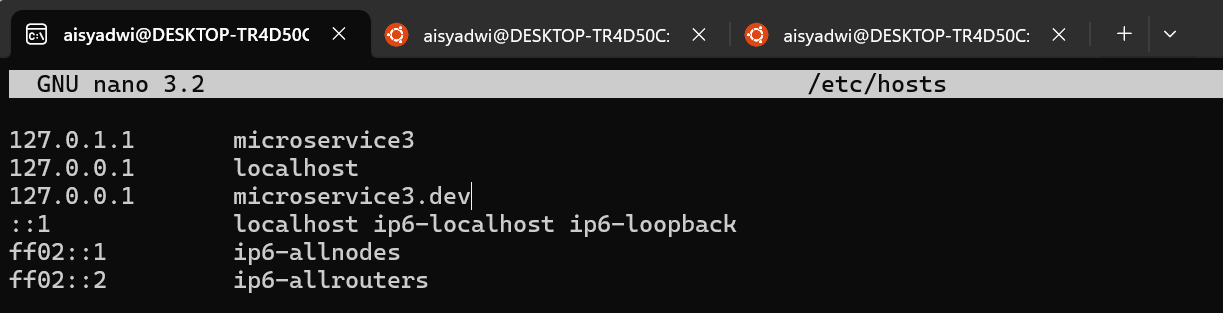 aisyadwi@DESKTOP-TR4D50C aisyadwi@DESKTOP-TR4D50C: aisyadwi@DESKTOP-TR4D50C:
GNU nano 3.2 /etc/hosts
127.0.1.1 microservice3
127.0.0.1 localhost
127.0.0.1 microservice3.dev
::1 localhost ip6-localhost ip6-loopback
ff02::1 ip6-allnodes
ff02::2 ip6-allrouters